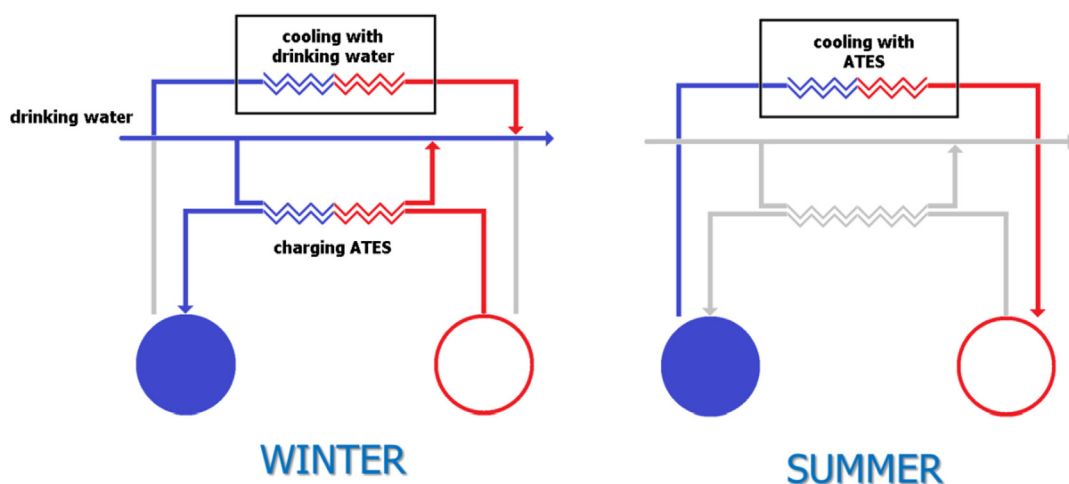 cooling with
drinking water
drinking water
charging ATES
WINTER
cooling with
ATES
SUMMER